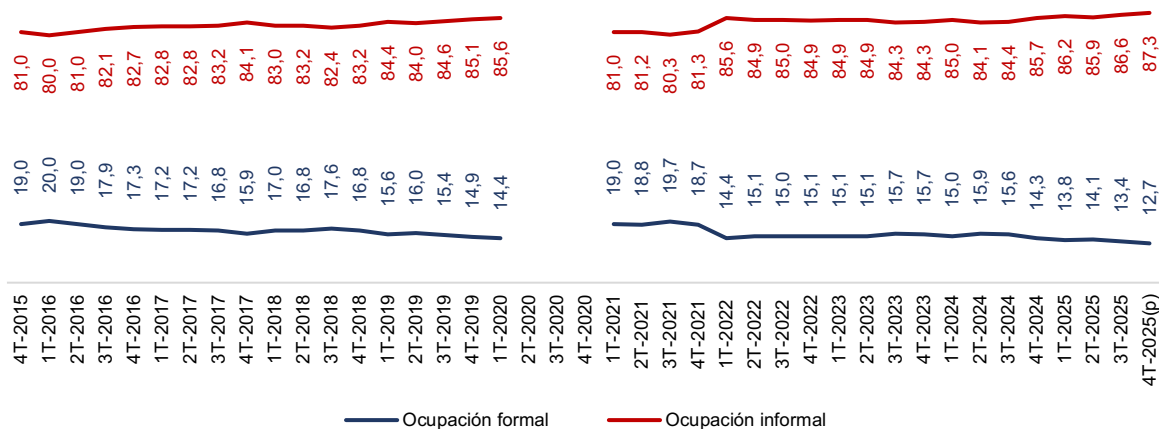 81,0 80,0 81,0 82,1 82,7 82,8 82,8 83,2 84,1 83,0 83,2 82,4 83,2 84,4 84,0 84,6 85,1 85,6 81,0 81,2 80,3 81,3 85,6 84,9 85,0 84,9 84,9 84,9 84,3 84,3 85,0 84,1 84,4 85,7 86,2 85,9 86,6 87,3
19,0 20,0 19,0 17,9 17,3 17,2 17,2 16,8 15,9 17,0 16,8 17,6 16,8 15,6 16,0 15,4 14,9 14,4 19,0 18,8 19,7 18,7 14,4 15,1 15,0 15,1 15,1 15,1 15,7 15,7 15,0 15,9 15,6 14,3 13,8 14,1 13,4 12,7
4T-2015 1T-2016 2T-2016 3T-2016 4T-2016 1T-2017 2T-2017 3T-2017 4T-2017 1T-2018 2T-2018 3T-2018 4T-2018 1T-2019 2T-2019 3T-2019 4T-2019 1T-2020 2T-2020 3T-2020 4T-2020 1T-2021 2T-2021 3T-2021 4T-2021 1T-2022 2T-2022 3T-2022 4T-2022 1T-2023 2T-2023 3T-2023 4T-2023 1T-2024 2T-2024 3T-2024 4T-2024 1T-2025 2T-2025 3T-2025 4T-2025(p)
Ocupación formal Ocupación informal